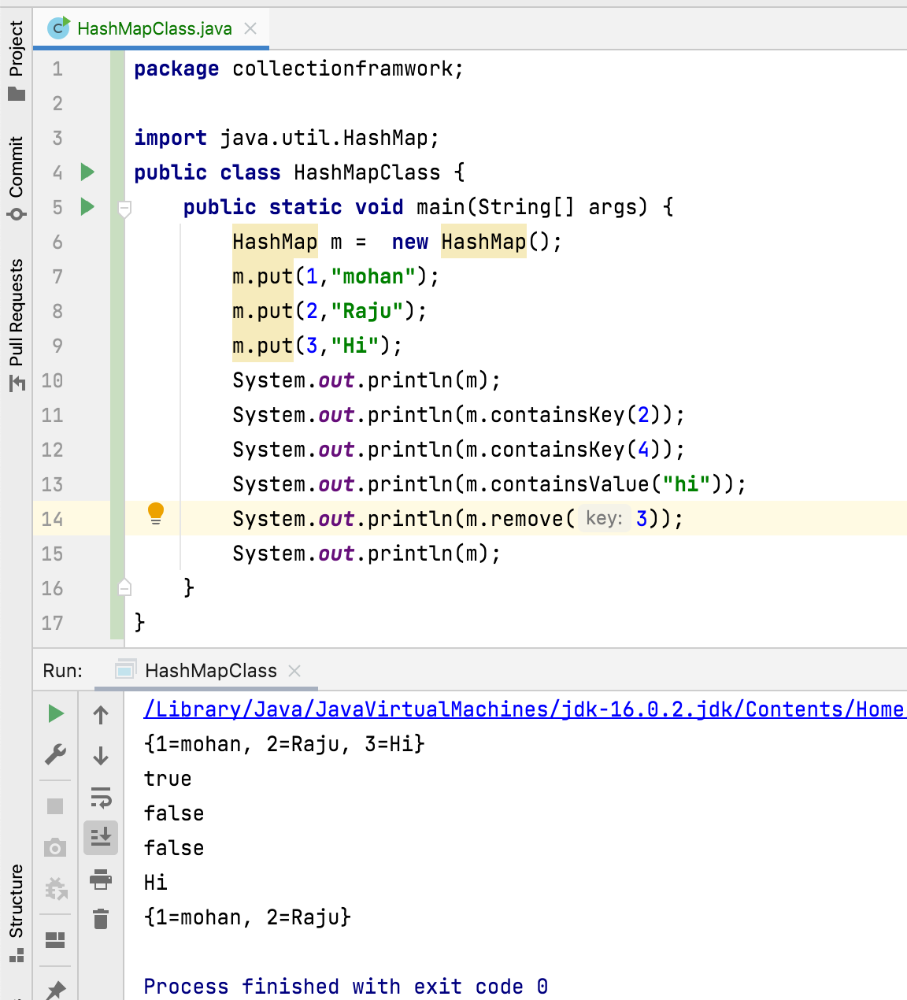 HashMapClass.java
Project
Commit
Pull Requests
Structure
1 package collectionframwork;
2
3 import java.util.HashMap;
4 public class HashMapClass {
5 public static void main(String[] args) {
6 HashMap m =  new HashMap();
7 m.put(1,"mohan");
8 m.put(2,"Raju");
9 m.put(3,"Hi");
10 System.out.println(m);
11 System.out.println(m.containsKey(2));
12 System.out.println(m.containsKey(4));
13 System.out.println(m.containsValue("hi"));
14 System.out.println(m.remove( key: 3));
15 System.out.println(m);
16 }
17 }
Run: HashMapClass
/Library/Java/JavaVirtualMachines/jdk-16.0.2.jdk/Contents/Home
{1=mohan, 2=Raju, 3=Hi}
true
false
false
Hi
{1=mohan, 2=Raju}
Process finished with exit code 0